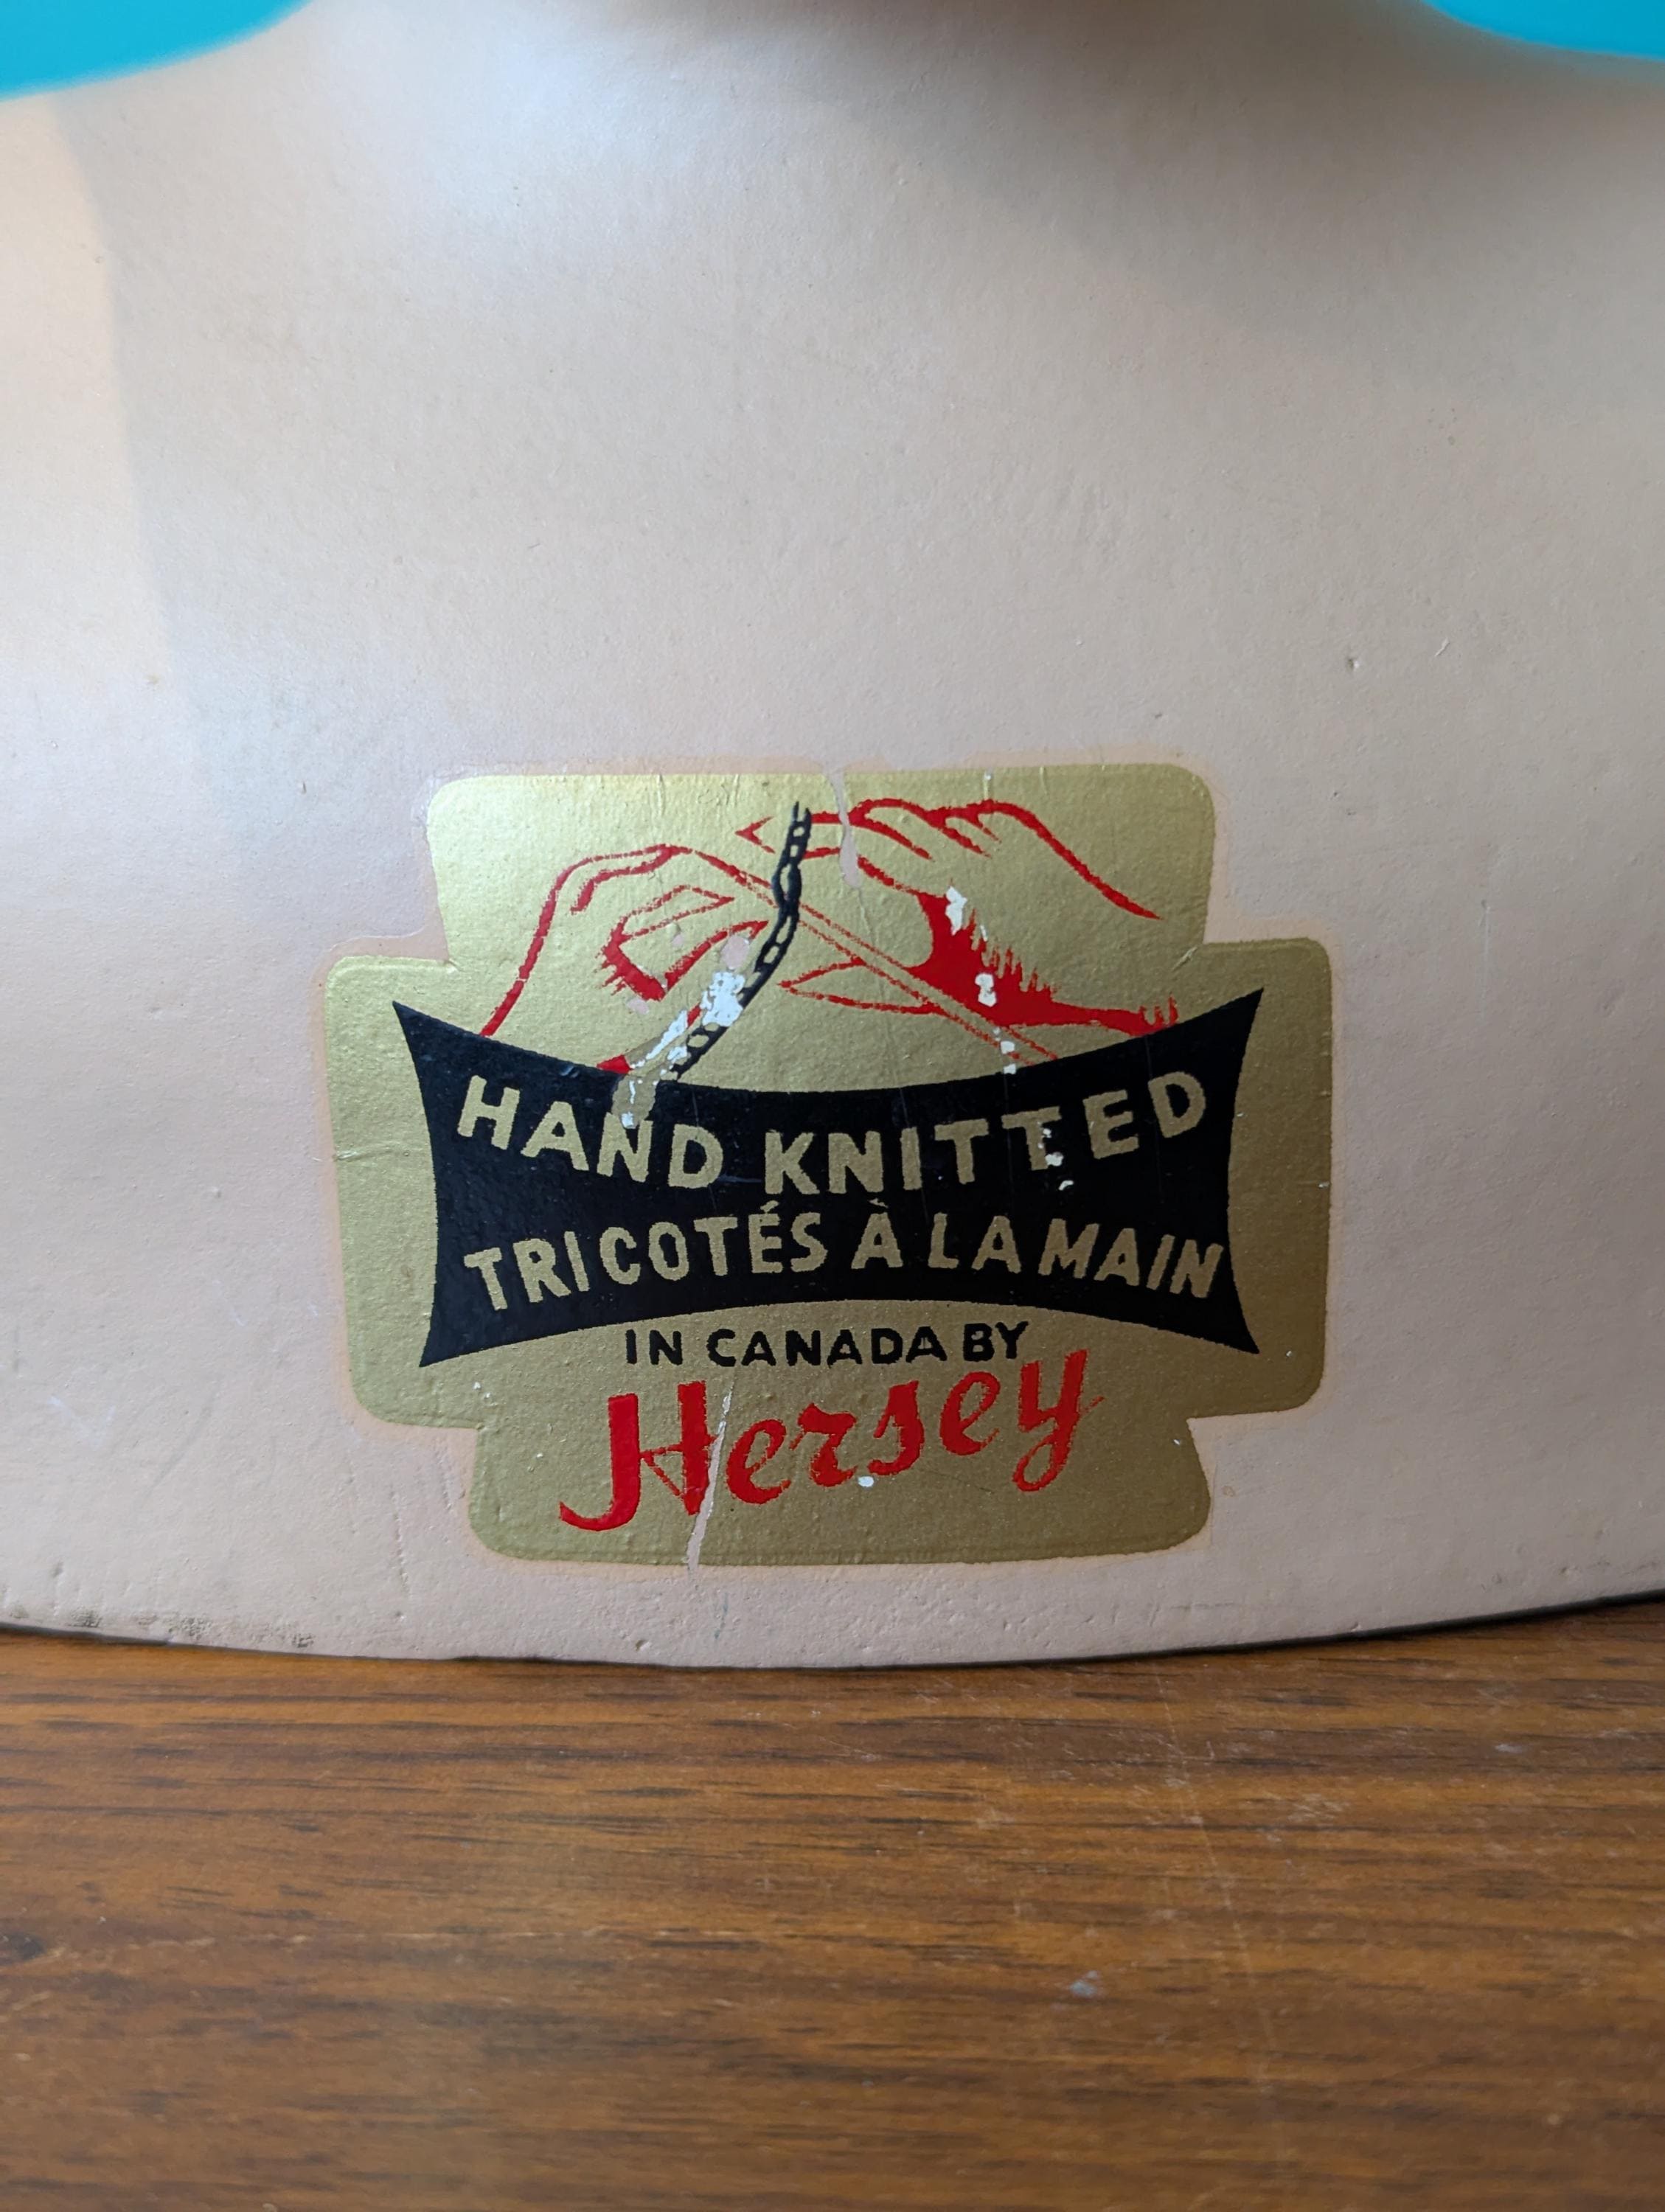 HAND KNITTED
TRICOTÉS À LA MAIN
IN CANADA BY
Hersey